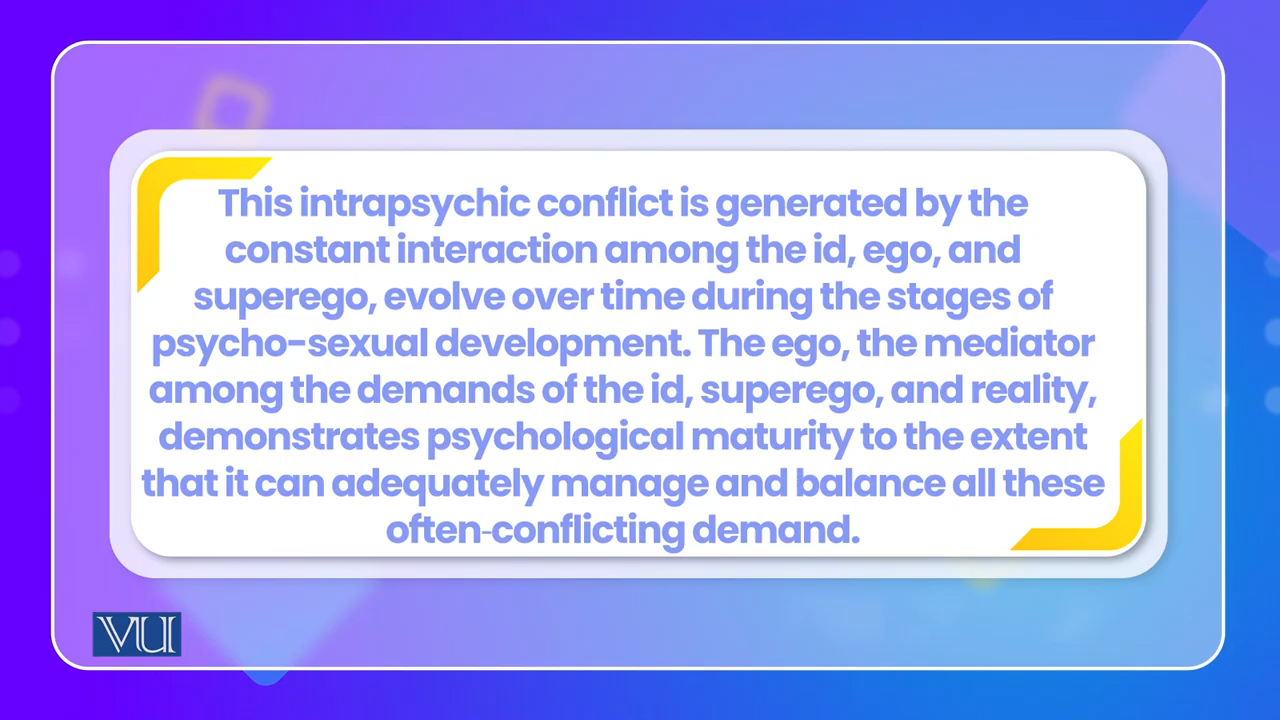 This intrapsychic conflict is generated by the
constant interaction among the id, ego, and
superego, evolve over time during the stages of
psycho-sexual development. The ego, the mediator
among the demands of the id, superego, and reality,
demonstrates psychological maturity to the extent
that it can adequately manage and balance all these
often-conflicting demand.
VU